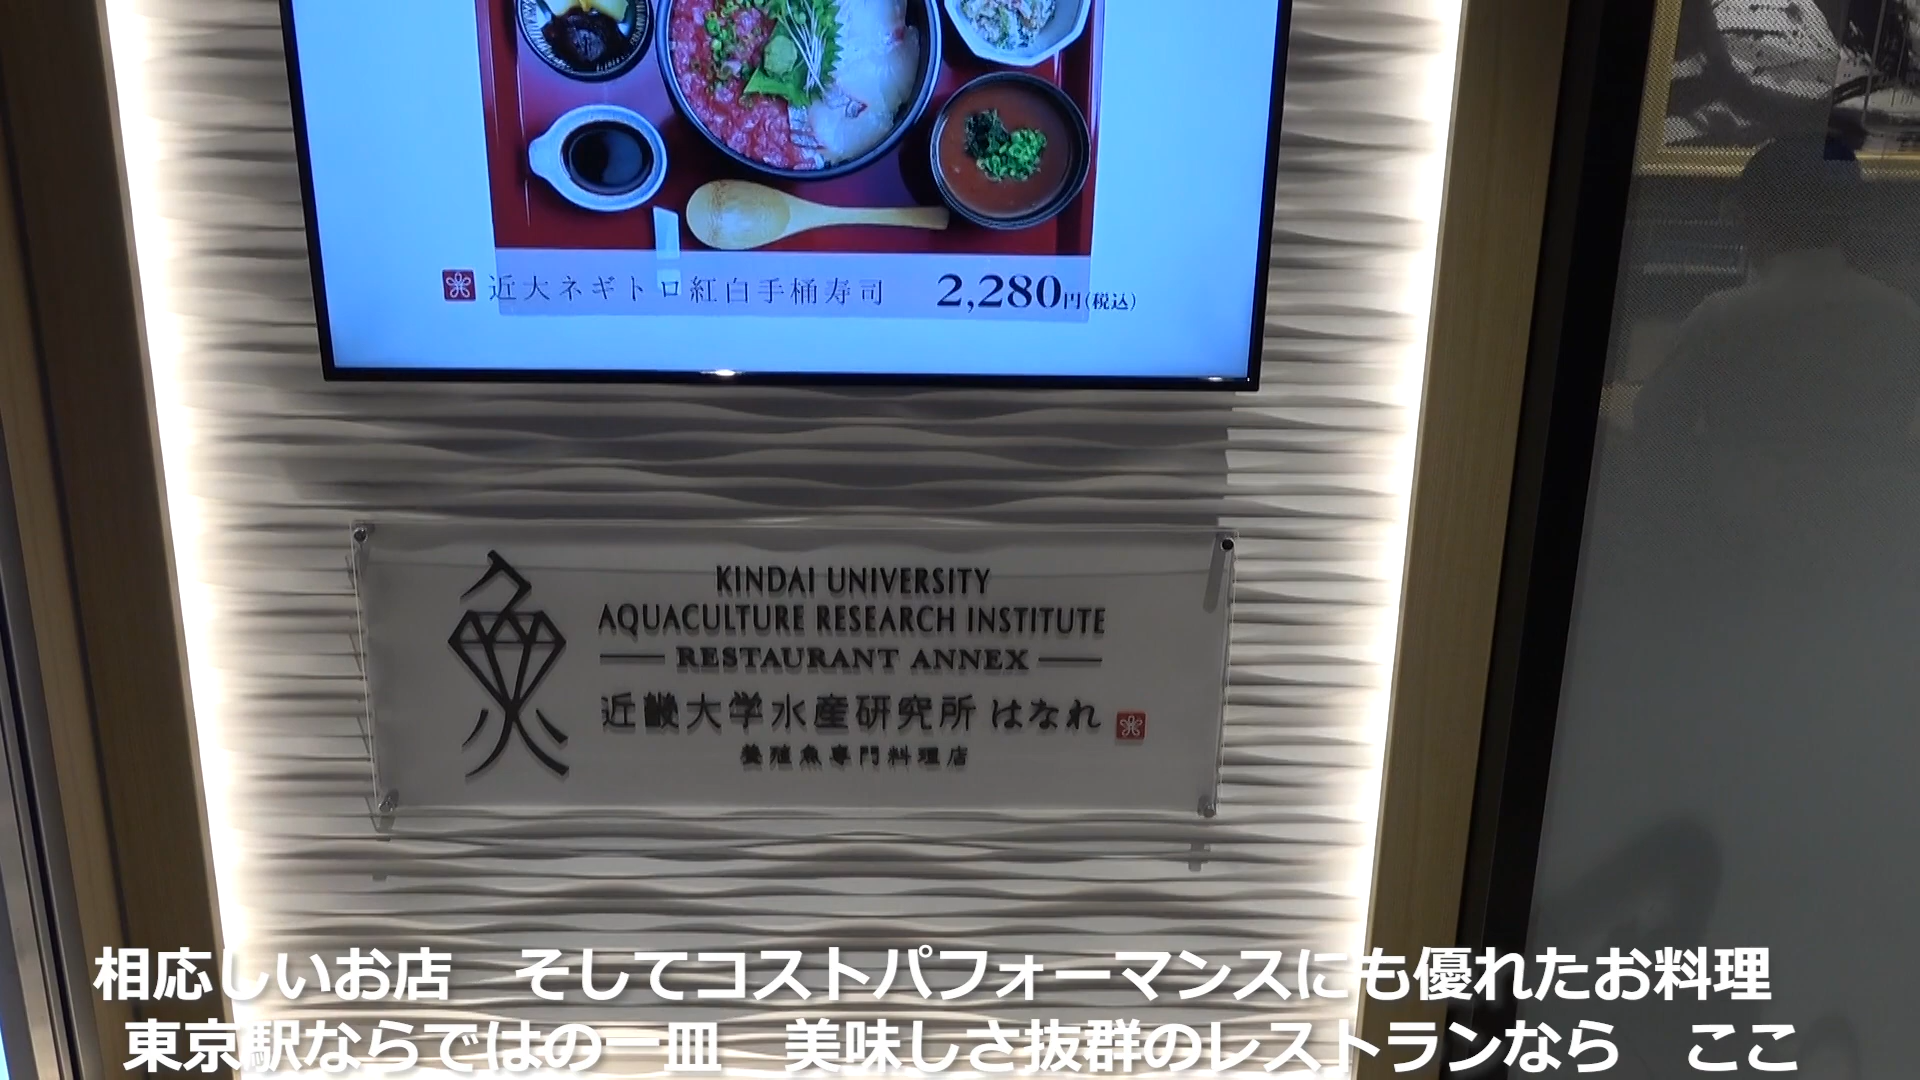 近大ネギトロ紅白手桶寿司 2,280円(税込)
KINDAI UNIVERSITY
AQUACULTURE RESEARCH INSTITUTE
RESTAURANT ANNEX
近畿大学水産研究所 はなれ
養殖魚専門料理店
相応しいお店 そしてコストパフォーマンスにも優れたお料理
東京駅ならではの一皿 美味しさ抜群のレストランなら ここ